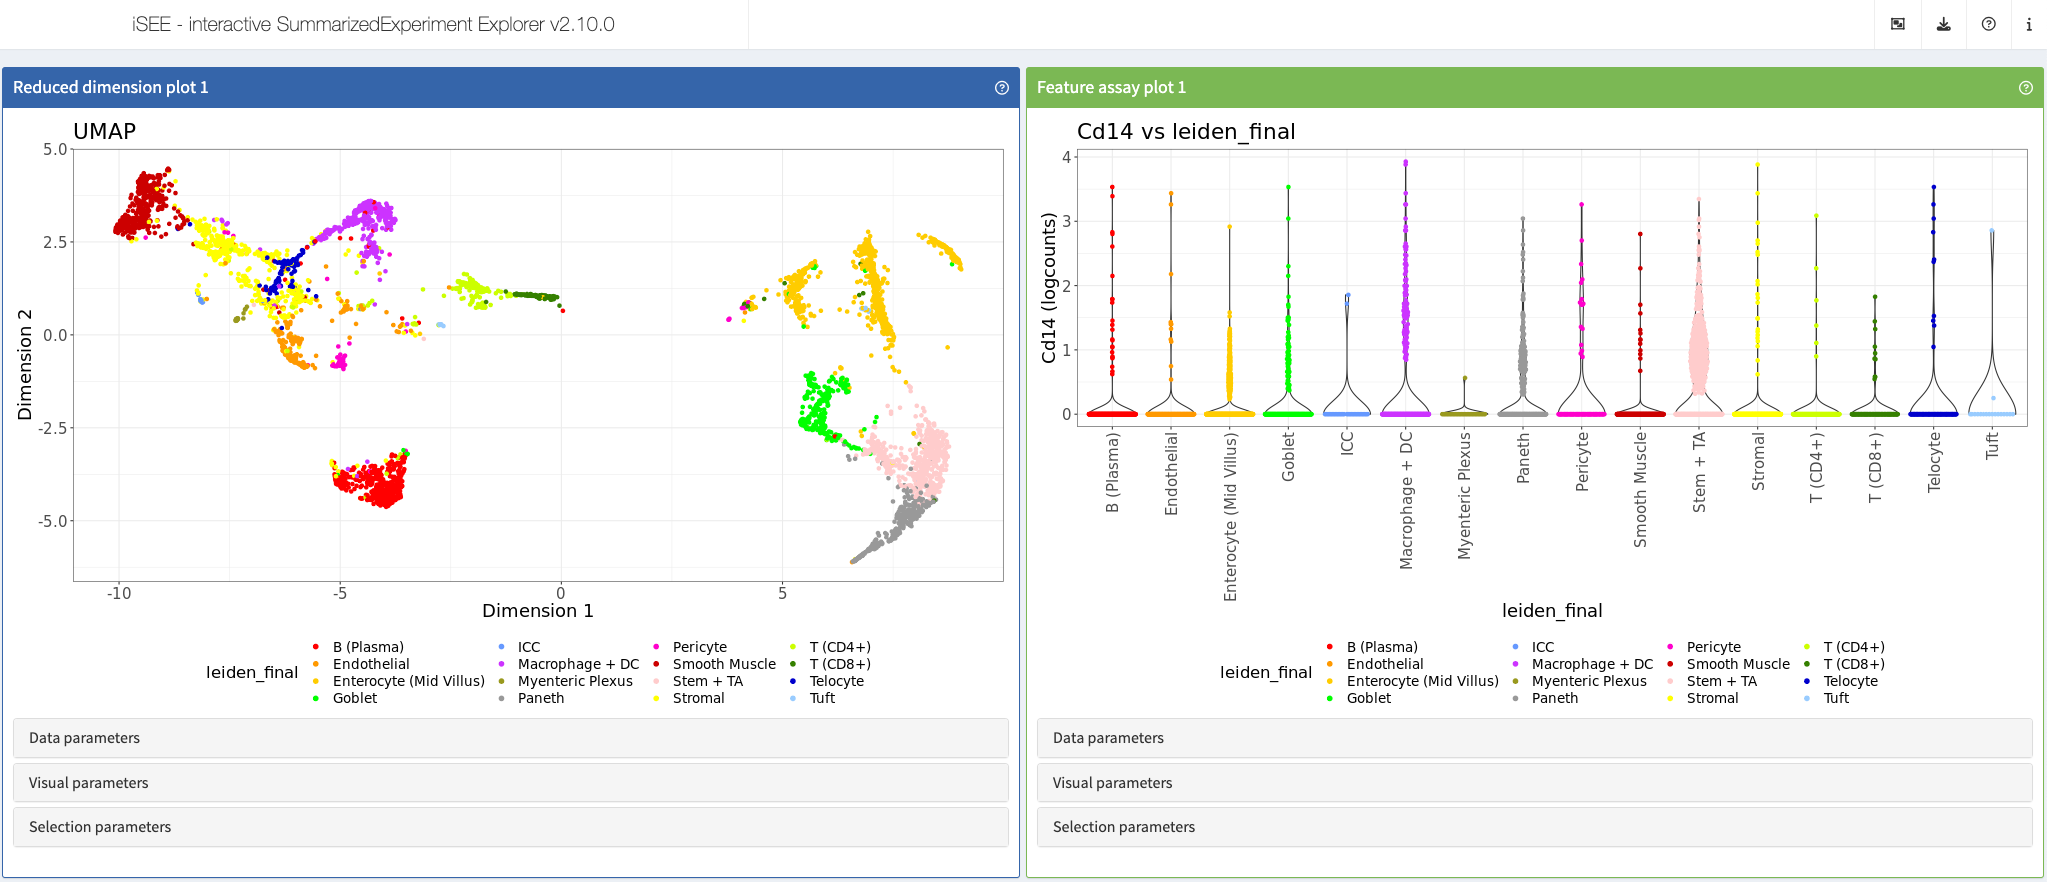 iSEE - interactive SummarizedExperiment Explorer v2.10.0
Reduced dimension plot 1
UMAP
5.0
2.5
0.0
-2.5
-5.0
Dimension 2
-10
-5
0
5
Dimension 1
leiden_final
B (Plasma)
Endothelial
Enterocyte (Mid Villus)
Goblet
ICC
Macrophage + DC
Myenteric Plexus
Paneth
Pericyte
Smooth Muscle
Stem + TA
Stromal
T (CD4+)
T (CD8+)
Telocyte
Tuft
Data parameters
Visual parameters
Selection parameters
Feature assay plot 1
Cd14 vs leiden_final
4
3
2
1
0
Cd14 (logcounts)
B (Plasma)
Endothelial
Enterocyte (Mid Villus)
Goblet
ICC
Macrophage + DC
Myenteric Plexus
Paneth
Pericyte
Smooth Muscle
Stem + TA
Stromal
T (CD4+)
T (CD8+)
Telocyte
Tuft
leiden_final
leiden_final
B (Plasma)
Endothelial
Enterocyte (Mid Villus)
Goblet
ICC
Macrophage + DC
Myenteric Plexus
Paneth
Pericyte
Smooth Muscle
Stem + TA
Stromal
T (CD4+)
T (CD8+)
Telocyte
Tuft
Data parameters
Visual parameters
Selection parameters